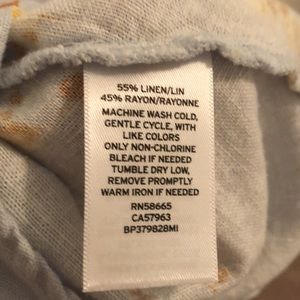 55% LINEN/LIN
45% RAYON/RAYONNE
MACHINE WASH COLD,
GENTLE CYCLE, WITH
LIKE COLORS
ONLY NON-CHLORINE
BLEACH IF NEEDED
TUMBLE DRY LOW,
REMOVE PROMPTLY
WARM IRON IF NEEDED
RN58665
CA57963
BP379828MI